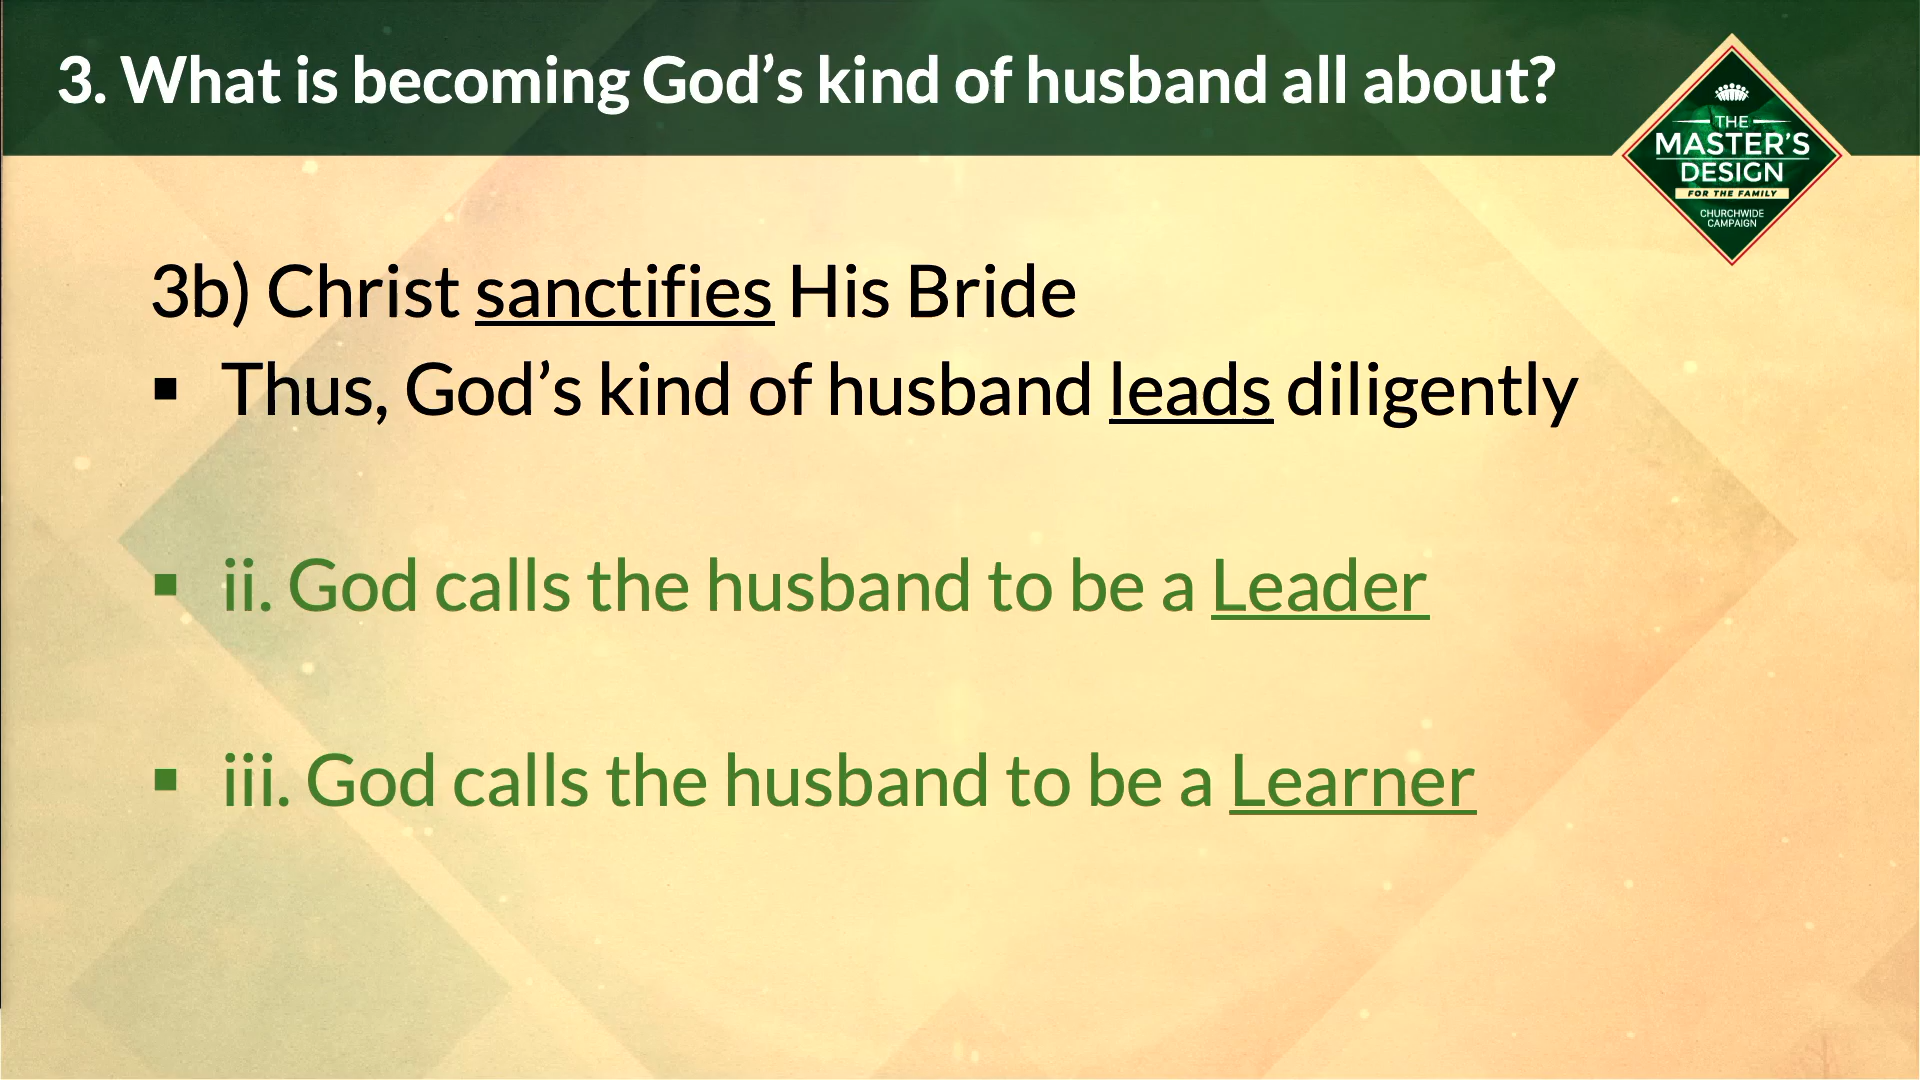 3. What is becoming God’s kind of husband all about?
THE
MASTER’S
DESIGN
FOR THE FAMILY
CHURCHWIDE
CAMPAIGN
3b) Christ sanctifies His Bride
▪ Thus, God’s kind of husband leads diligently
▪ ii. God calls the husband to be a Leader
▪ iii. God calls the husband to be a Learner